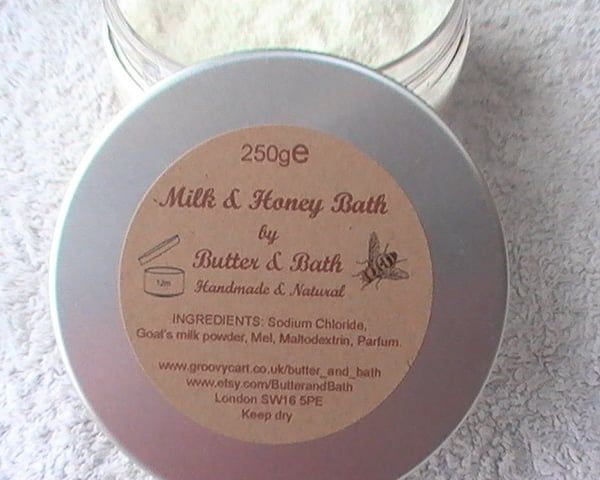 250g℮
Milk & Honey Bath
by
Butter & Bath
12m
Handmade & Natural
INGREDIENTS: Sodium Chloride,
Goat's milk powder, Mel, Maltodextrin, Parfum.
www.groovycart.co.uk/butter_and_bath
www.etsy.com/ButterandBath
London SW16 5PE
Keep dry